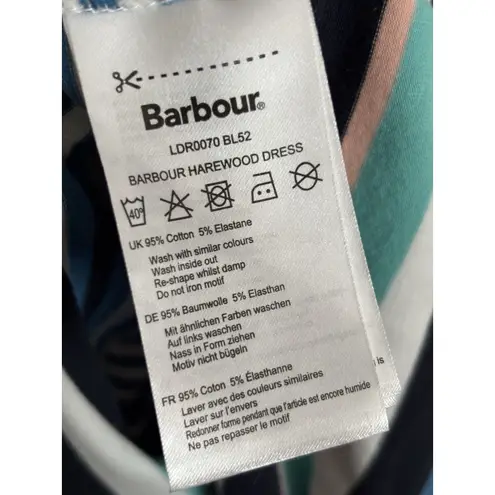 Barbour®
LDR0070 BL52
BARBOUR HAREWOOD DRESS
40°
UK 95% Cotton 5% Elastane
Wash with similar colours
Wash inside out
Re-shape whilst damp
Do not iron motif
DE 95% Baumwolle 5% Elasthan
Mit ähnlichen Farben waschen
Auf links waschen
Nass in Form ziehen
Motiv nicht bügeln
FR 95% Coton 5% Élasthanne
Laver avec des couleurs similaires
Laver sur l'envers
Redonner forme pendant que l'article est encore humide
Ne pas repasser le motif